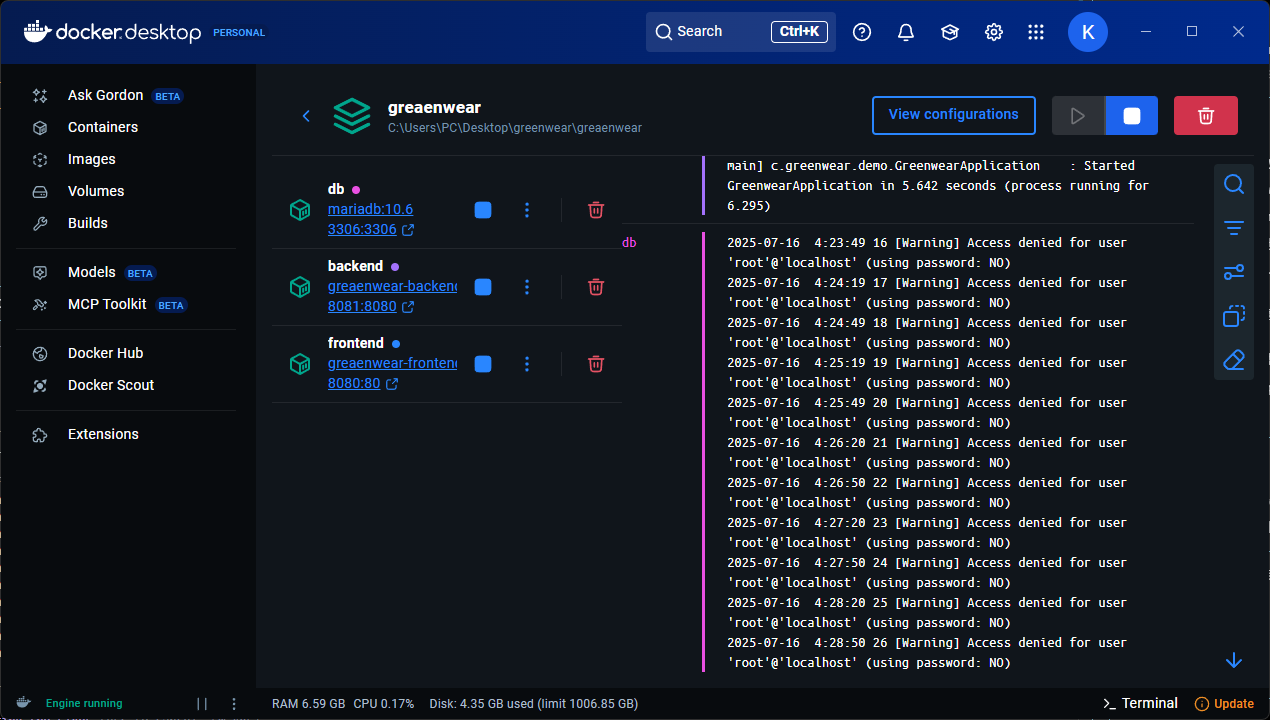 docker.desktop PERSONAL
Search Ctrl+K
K
Ask Gordon BETA
Containers
Images
Volumes
Builds
Models BETA
MCP Toolkit BETA
Docker Hub
Docker Scout
Extensions
greaenwear
C:\Users\PC\Desktop\greenwear\greaenwear
View configurations
db
mariadb:10.6
3306:3306
backend
greaenwear-backend
8081:8080
frontend
greaenwear-frontend
8080:80
main] c.greenwear.demo.GreenwearApplication : Started
GreenwearApplication in 5.642 seconds (process running for
6.295)
db
2025-07-16 4:23:49 16 [Warning] Access denied for user
'root'@'localhost' (using password: NO)
2025-07-16 4:24:19 17 [Warning] Access denied for user
'root'@'localhost' (using password: NO)
2025-07-16 4:24:49 18 [Warning] Access denied for user
'root'@'localhost' (using password: NO)
2025-07-16 4:25:19 19 [Warning] Access denied for user
'root'@'localhost' (using password: NO)
2025-07-16 4:25:49 20 [Warning] Access denied for user
'root'@'localhost' (using password: NO)
2025-07-16 4:26:20 21 [Warning] Access denied for user
'root'@'localhost' (using password: NO)
2025-07-16 4:26:50 22 [Warning] Access denied for user
'root'@'localhost' (using password: NO)
2025-07-16 4:27:20 23 [Warning] Access denied for user
'root'@'localhost' (using password: NO)
2025-07-16 4:27:50 24 [Warning] Access denied for user
'root'@'localhost' (using password: NO)
2025-07-16 4:28:20 25 [Warning] Access denied for user
'root'@'localhost' (using password: NO)
2025-07-16 4:28:50 26 [Warning] Access denied for user
'root'@'localhost' (using password: NO)
Engine running
RAM 6.59 GB CPU 0.17% Disk: 4.35 GB used (limit 1006.85 GB)
Terminal
Update